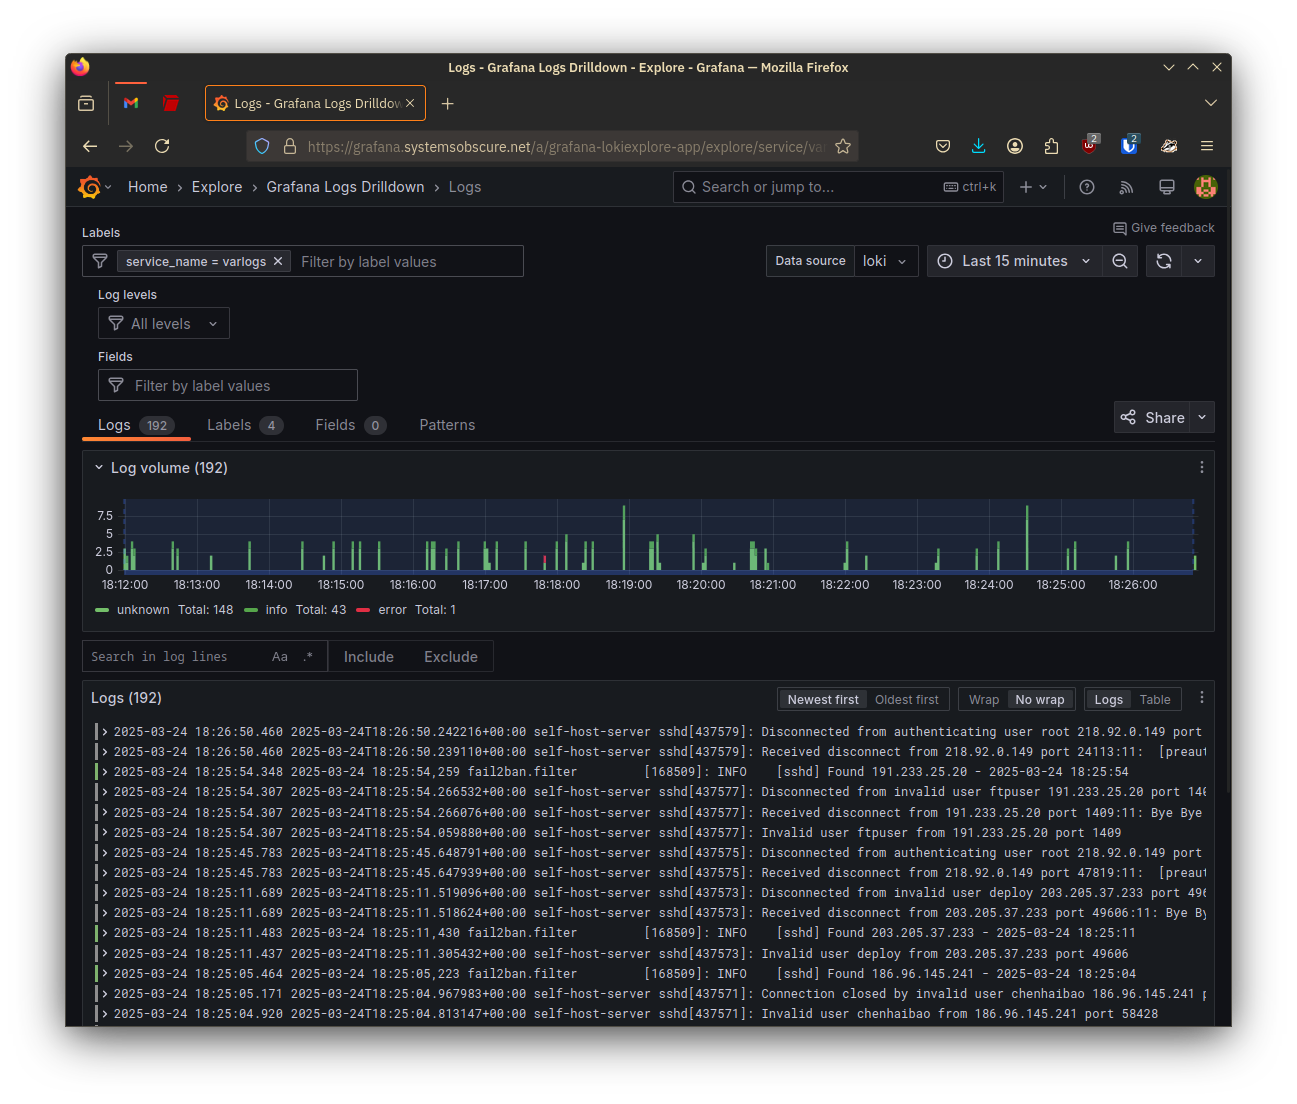 Logs - Grafana Logs Drilldown - Explore - Grafana — Mozilla Firefox
Logs - Grafana Logs Drilldow
https://grafana.systemsobscure.net/a/grafana-lokiexplore-app/explore/service/va
2
2
Home › Explore › Grafana Logs Drilldown › Logs
Search or jump to...
ctrl+k
Give feedback
Labels
service_name = varlogs
Filter by label values
Data source
loki
Last 15 minutes
Log levels
All levels
Fields
Filter by label values
Logs 192
Labels 4
Fields 0
Patterns
Share
Log volume (192)
7.5
5
2.5
0
18:12:00 18:13:00 18:14:00 18:15:00 18:16:00 18:17:00 18:18:00 18:19:00 18:20:00 18:21:00 18:22:00 18:23:00 18:24:00 18:25:00 18:26:00
unknown Total: 148 info Total: 43 error Total: 1
Search in log lines Aa .* Include Exclude
Logs (192)
Newest first Oldest first Wrap No wrap Logs Table
2025-03-24 18:26:50.460 2025-03-24T18:26:50.242216+00:00 self-host-server sshd[437579]: Disconnected from authenticating user root 218.92.0.149 port
2025-03-24 18:26:50.460 2025-03-24T18:26:50.239110+00:00 self-host-server sshd[437579]: Received disconnect from 218.92.0.149 port 24113:11:  [preaut
2025-03-24 18:25:54.348 2025-03-24 18:25:54,259 fail2ban.filter         [168509]: INFO    [sshd] Found 191.233.25.20 - 2025-03-24 18:25:54
2025-03-24 18:25:54.307 2025-03-24T18:25:54.266532+00:00 self-host-server sshd[437577]: Disconnected from invalid user ftpuser 191.233.25.20 port 140
2025-03-24 18:25:54.307 2025-03-24T18:25:54.266076+00:00 self-host-server sshd[437577]: Received disconnect from 191.233.25.20 port 1409:11: Bye Bye
2025-03-24 18:25:54.307 2025-03-24T18:25:54.059880+00:00 self-host-server sshd[437577]: Invalid user ftpuser from 191.233.25.20 port 1409
2025-03-24 18:25:45.783 2025-03-24T18:25:45.648791+00:00 self-host-server sshd[437575]: Disconnected from authenticating user root 218.92.0.149 port
2025-03-24 18:25:45.783 2025-03-24T18:25:45.647939+00:00 self-host-server sshd[437575]: Received disconnect from 218.92.0.149 port 47819:11:  [preaut
2025-03-24 18:25:11.689 2025-03-24T18:25:11.519096+00:00 self-host-server sshd[437573]: Disconnected from invalid user deploy 203.205.37.233 port 496
2025-03-24 18:25:11.689 2025-03-24T18:25:11.518624+00:00 self-host-server sshd[437573]: Received disconnect from 203.205.37.233 port 49606:11: Bye By
2025-03-24 18:25:11.483 2025-03-24 18:25:11,430 fail2ban.filter         [168509]: INFO    [sshd] Found 203.205.37.233 - 2025-03-24 18:25:11
2025-03-24 18:25:11.437 2025-03-24T18:25:11.305432+00:00 self-host-server sshd[437573]: Invalid user deploy from 203.205.37.233 port 49606
2025-03-24 18:25:05.464 2025-03-24 18:25:05,223 fail2ban.filter         [168509]: INFO    [sshd] Found 186.96.145.241 - 2025-03-24 18:25:04
2025-03-24 18:25:05.171 2025-03-24T18:25:04.967983+00:00 self-host-server sshd[437571]: Connection closed by invalid user chenhaibao 186.96.145.241 p
2025-03-24 18:25:04.920 2025-03-24T18:25:04.813147+00:00 self-host-server sshd[437571]: Invalid user chenhaibao from 186.96.145.241 port 58428